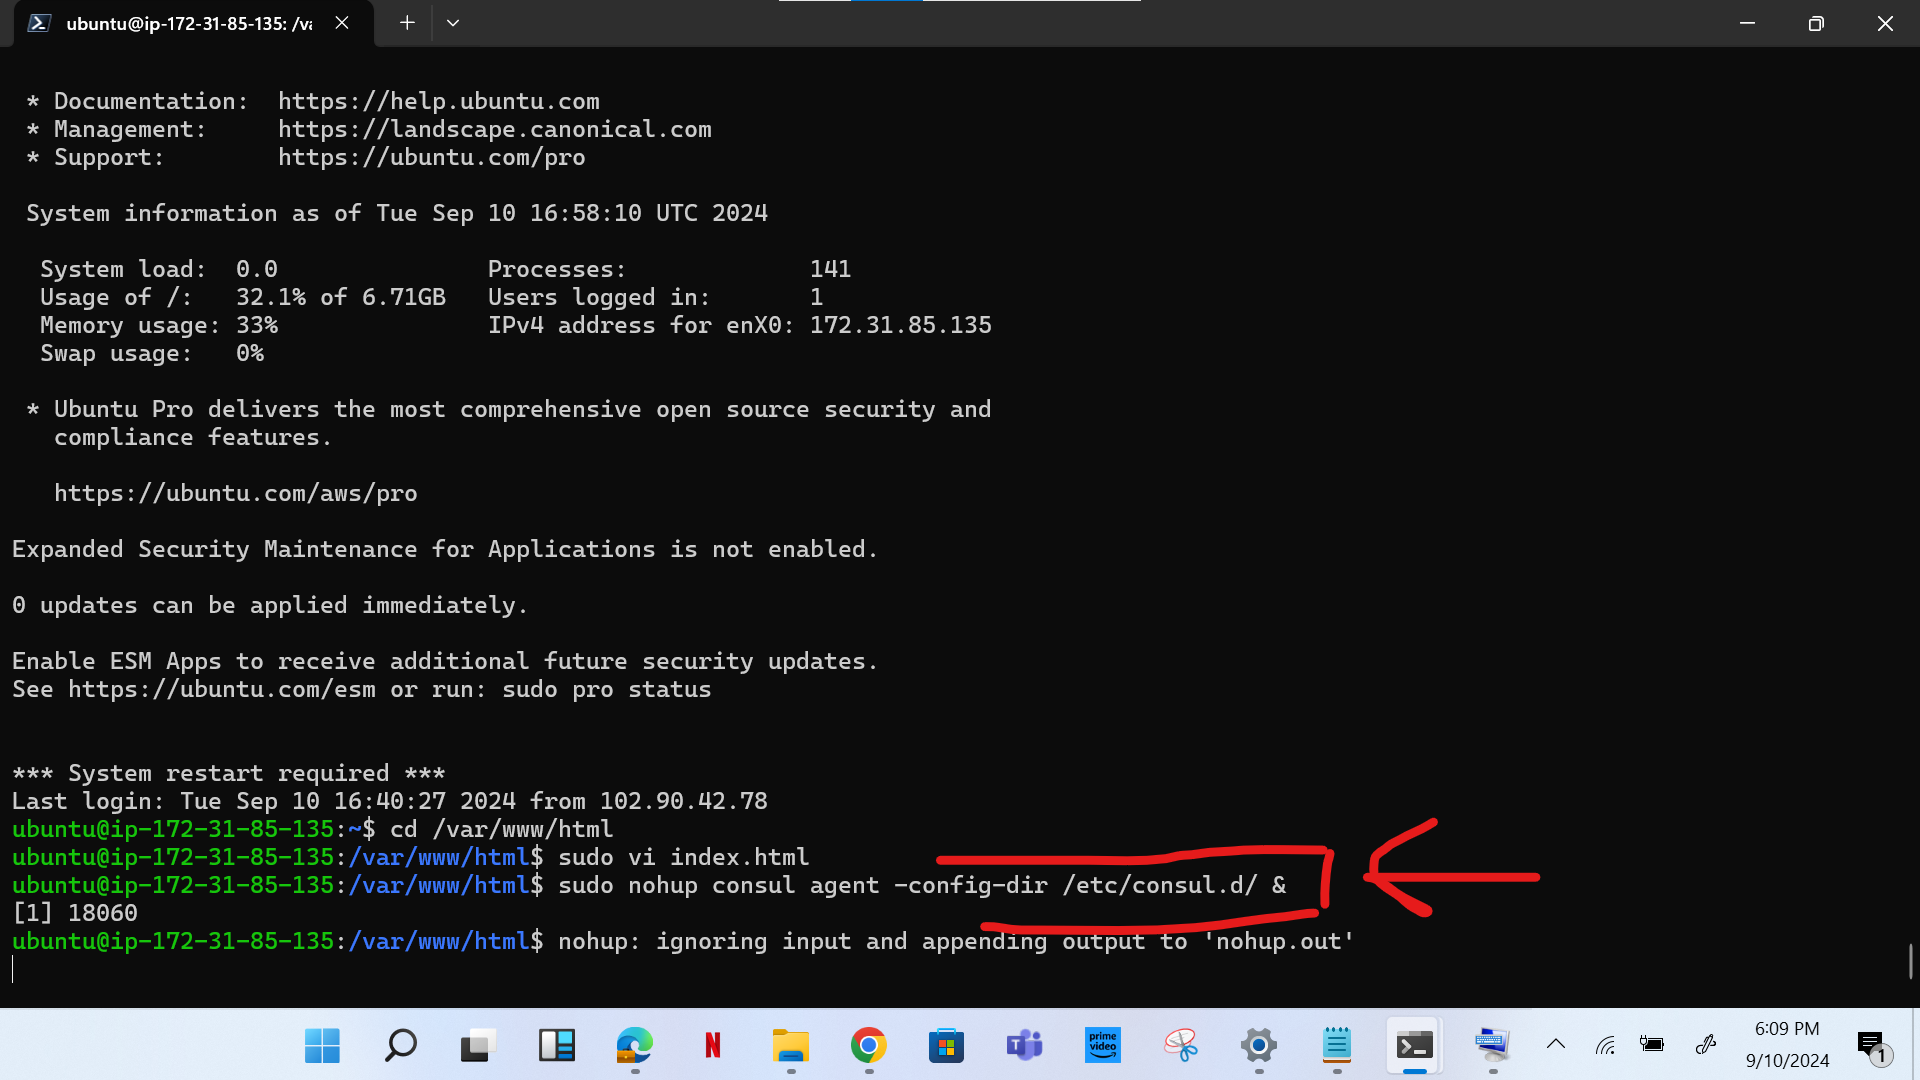 ubuntu@ip-172-31-85-135: /va
* Documentation:  https://help.ubuntu.com
* Management:     https://landscape.canonical.com
* Support:        https://ubuntu.com/pro
System information as of Tue Sep 10 16:58:10 UTC 2024
System load:  0.0               Processes:             141
Usage of /:   32.1% of 6.71GB   Users logged in:       1
Memory usage: 33%               IPv4 address for enX0: 172.31.85.135
Swap usage:   0%
* Ubuntu Pro delivers the most comprehensive open source security and
compliance features.
https://ubuntu.com/aws/pro
Expanded Security Maintenance for Applications is not enabled.
0 updates can be applied immediately.
Enable ESM Apps to receive additional future security updates.
See https://ubuntu.com/esm or run: sudo pro status
*** System restart required ***
Last login: Tue Sep 10 16:40:27 2024 from 102.90.42.78
ubuntu@ip-172-31-85-135:~$ cd /var/www/html
ubuntu@ip-172-31-85-135:/var/www/html$ sudo vi index.html
ubuntu@ip-172-31-85-135:/var/www/html$ sudo nohup consul agent -config-dir /etc/consul.d/ &
[1] 18060
ubuntu@ip-172-31-85-135:/var/www/html$ nohup: ignoring input and appending output to 'nohup.out'
N
T
prime video
6:09 PM
9/10/2024
1